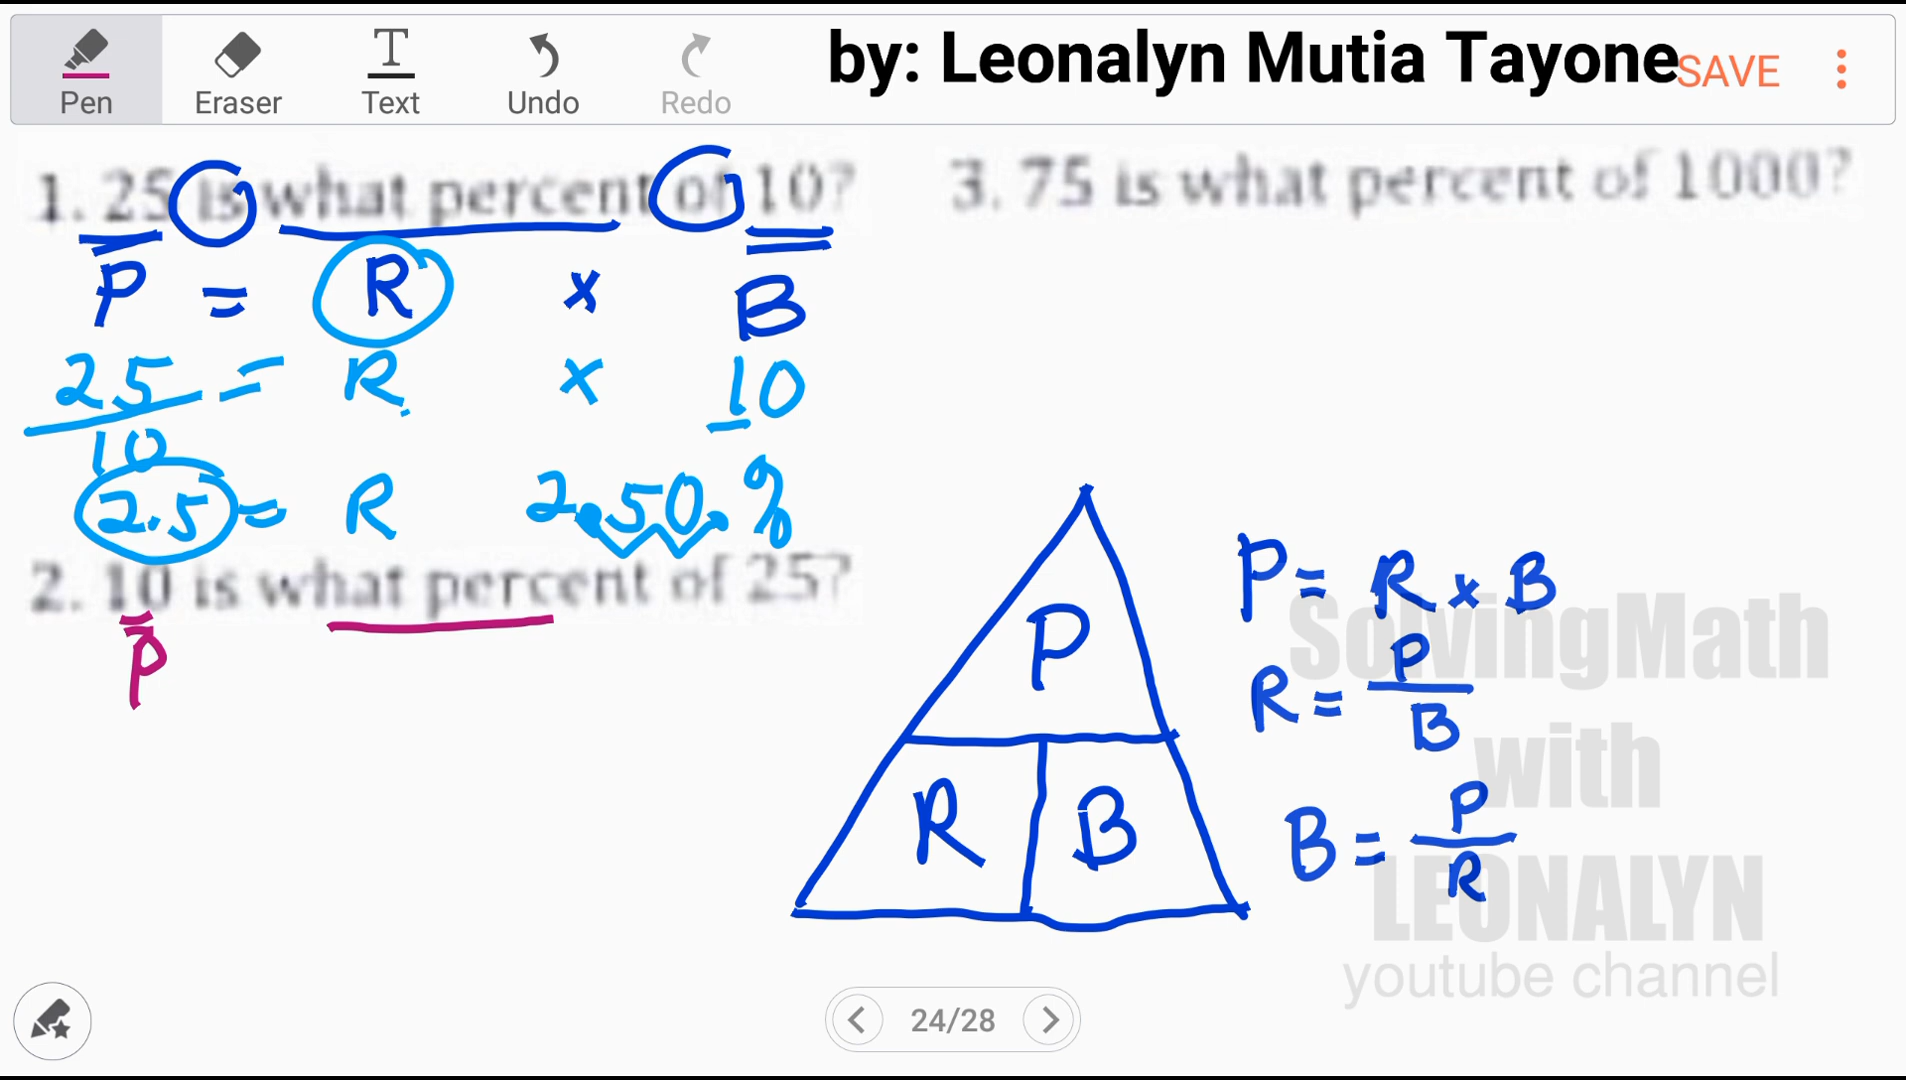 Pen Eraser Text Undo Redo by: Leonalyn Mutia Tayone SAVE
1. 25 is what percent of 10?
P = R × B
25/10 = R × 10
2.5 = R 2.50.%
2. 10 is what percent of 25?
P
3. 75 is what percent of 1000?
P
R B
P = R × B
R = P/B
B = P/R
SolvingMath
with
LEONALYN
youtube channel
24/28